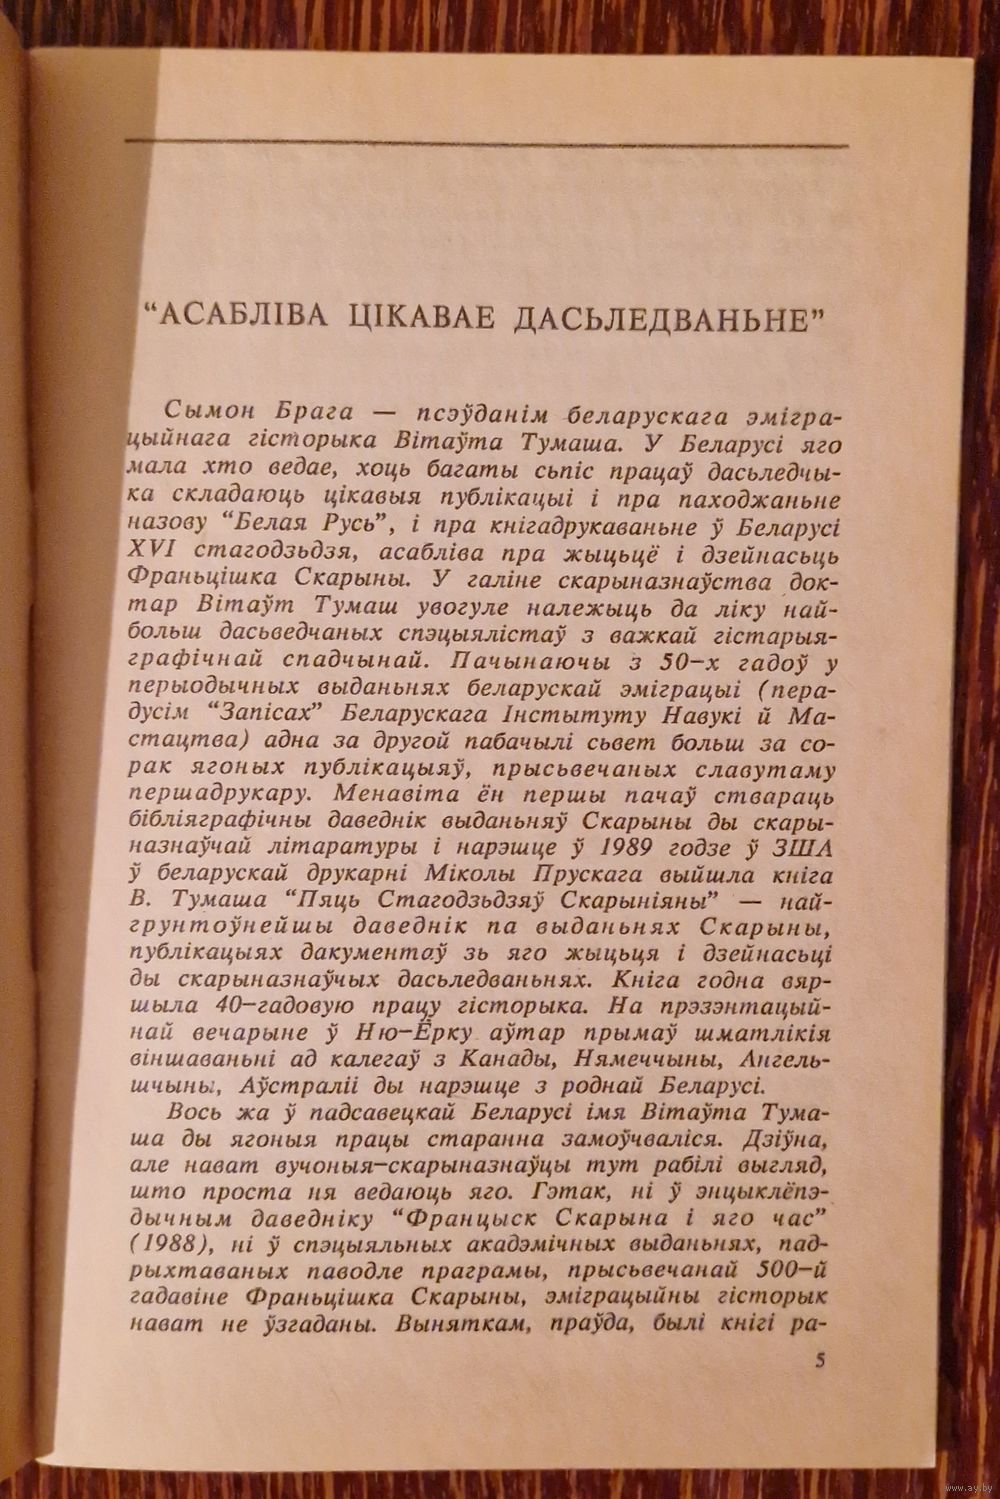 “АСАБЛІВА ЦІКАВАЕ ДАСЬЛЕДВАНЬНЕ”
Сымон Брага — псэўданім беларускага эмігра-
цыйнага гісторыка Вітаўта Тумаша. У Беларусі яго
мала хто ведае, хоць багаты сьпіс працаў дасьледчы-
ка складаюць цікавыя публікацыі і пра паходжаньне
назову “Белая Русь”, і пра кнігадрукаваньне ў Беларусі
XVI стагодзьдзя, асабліва пра жыцьцё і дзейнасьць
Франьцішка Скарыны. У галіне скарыназнаўства док-
тар Вітаўт Тумаш увогуле належыць да ліку най-
больш дасьведчаных спэцыялістаў з важкай гістарыя-
графічнай спадчынай. Пачынаючы з 50-х гадоў у
перыодычных выданьнях беларускай эміграцыі (пера-
дусім “Запісах” Беларускага Інстытуту Навукі й Ма-
стацтва) адна за другой пабачылі сьвет больш за со-
рак ягоных публікацыяў, прысьвечаных славутаму
першадрукару. Менавіта ён першы пачаў ствараць
бібліяграфічны даведнік выданьняў Скарыны ды скары-
назнаўчай літаратуры і нарэшце ў 1989 годзе ў ЗША
ў беларускай друкарні Міколы Прускага выйшла кніга
В. Тумаша “Пяць Стагодзьдзяў Скарыніяны” — най-
грунтоўнейшы даведнік па выданьнях Скарыны,
публікацыях дакументаў зь яго жыцьця і дзейнасьці
ды скарыназнаўчых дасьледваньнях. Кніга годна вяр-
шыла 40-гадовую працу гісторыка. На прэзэнтацый-
най вечарыне ў Ню-Ёрку аўтар прымаў шматлікія
віншаваньні ад калегаў з Канады, Нямеччыны, Ангель-
шчыны, Аўстраліі ды нарэшце з роднай Беларусі.
Вось жа ў падсавецкай Беларусі імя Вітаўта Тума-
ша ды ягоныя працы старанна замоўчваліся. Дзіўна,
але нават вучоныя-скарыназнаўцы тут рабілі выгляд,
што проста ня ведаюць яго. Гэтак, ні ў энцыклёпэ-
дычным даведніку “Францыск Скарына і яго час”
(1988), ні ў спэцыяльных акадэмічных выданьнях, пад-
рыхтаваных паводле праграмы, прысьвечанай 500-й
гадавіне Франьцішка Скарыны, эміграцыйны гісторык
нават не ўзгаданы. Выняткам, праўда, былі кнігі ра-
5
www.ay.by